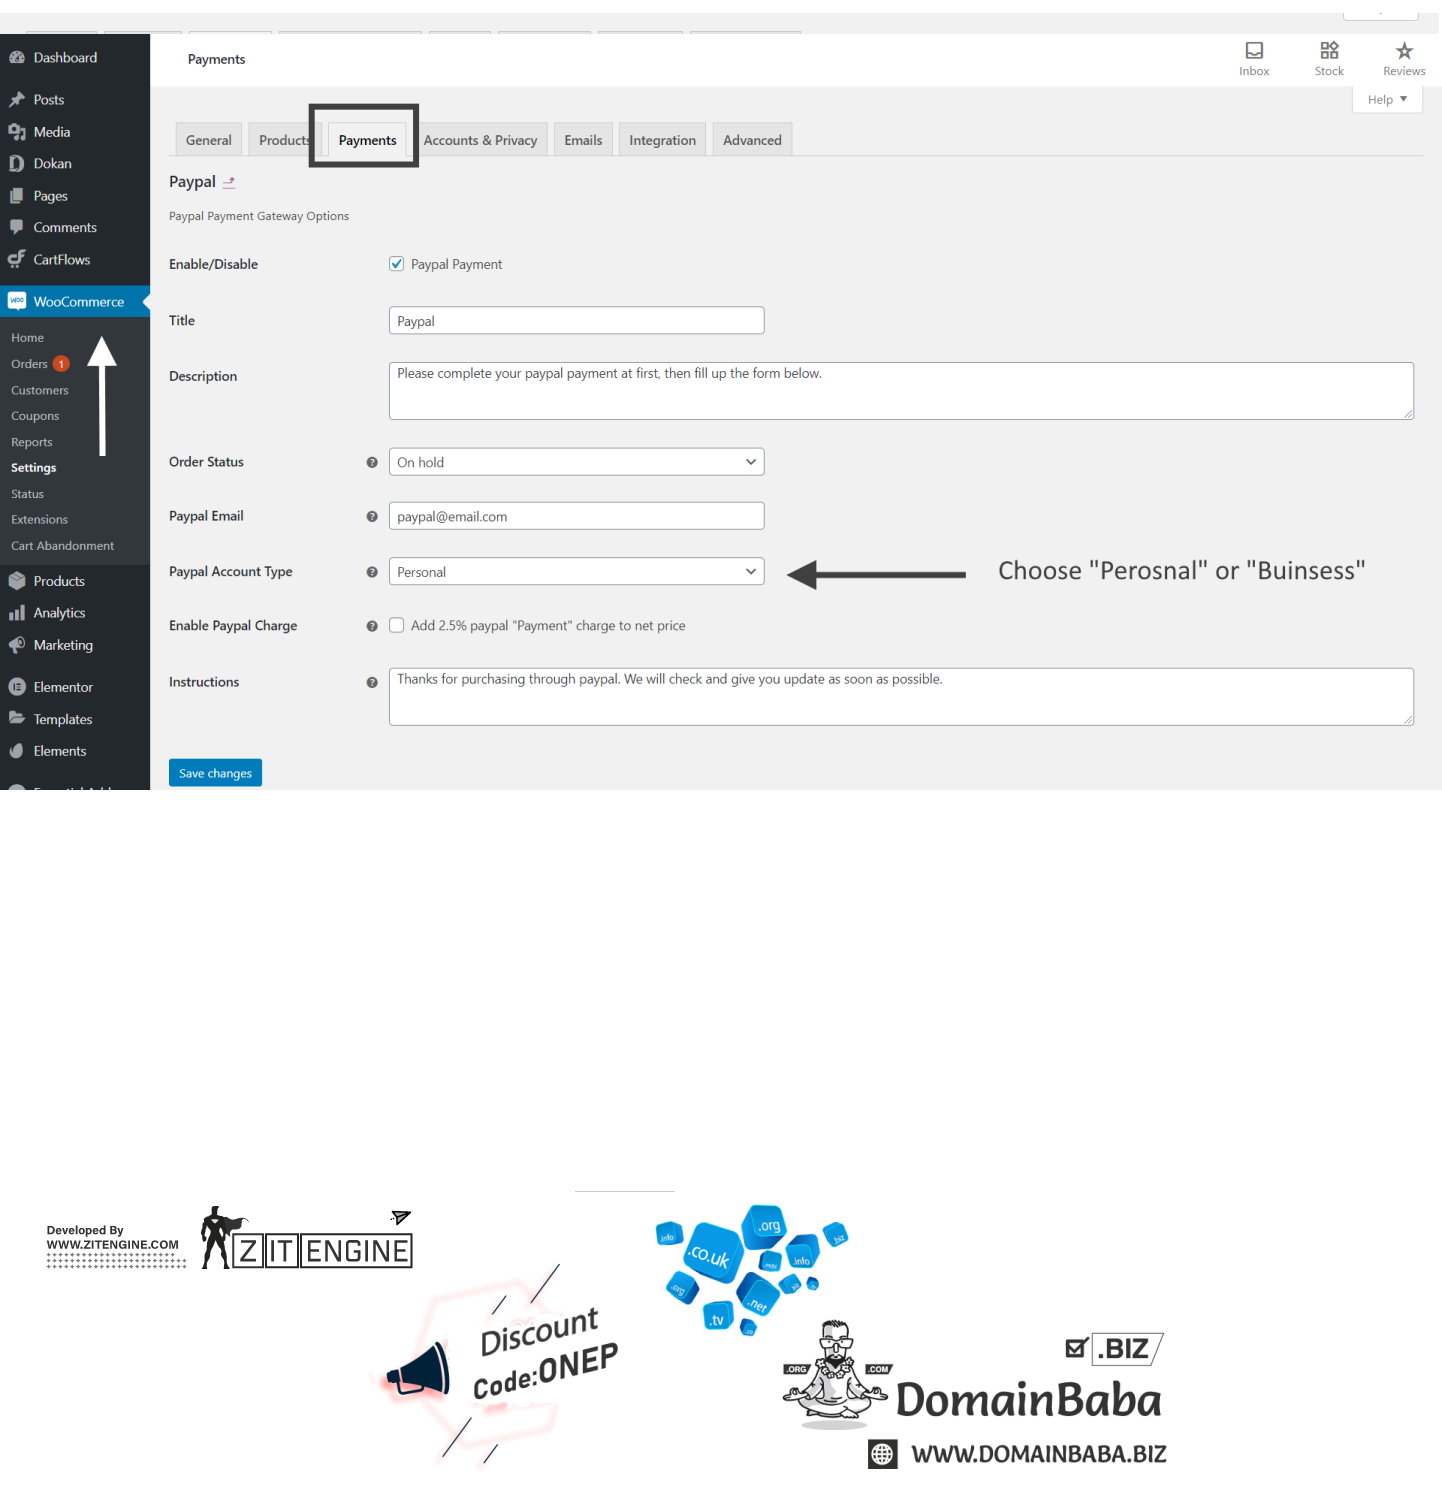 Dashboard
Posts
Media
Dokan
Pages
Comments
CartFlows
WooCommerce
Home
Orders 1
Customers
Coupons
Reports
Settings
Status
Extensions
Cart Abandonment
Products
Analytics
Marketing
Elementor
Templates
Elements
Payments
Inbox
Stock
Reviews
Help
General Products Payments Accounts & Privacy Emails Integration Advanced
Paypal
Paypal Payment Gateway Options
Enable/Disable Paypal Payment
Title Paypal
Description Please complete your paypal payment at first, then fill up the form below.
Order Status On hold
Paypal Email paypal@email.com
Paypal Account Type Personal
Choose "Perosnal" or "Buinsess"
Enable Paypal Charge Add 2.5% paypal "Payment" charge to net price
Instructions Thanks for purchasing through paypal. We will check and give you update as soon as possible.
Save changes
Developed By
WWW.ZITENGINE.COM
ZITENGINE
Discount
Code:ONEP
.org
.info
.biz
.co.uk
.info
.org
.net
.tv
.ORG
.COM
.BIZ
DomainBaba
WWW.DOMAINBABA.BIZ